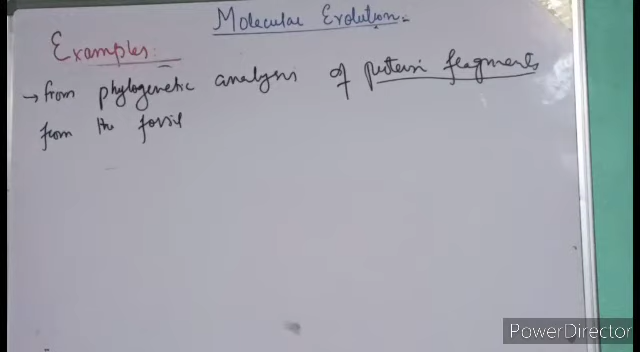 Molecular Evolution:-
Examples:-
→ from phylogenetic analysis of protein fragments
from the fossil
PowerDirector